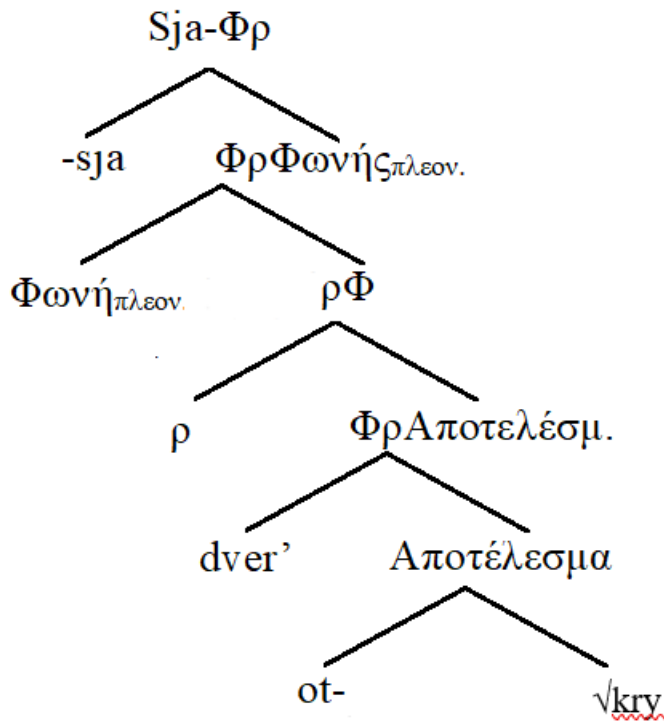 Sja-Φρ
-sja ΦρΦωνήςπλεον.
Φωνήπλεον. ρΦ
ρ ΦρΑποτελέσμ.
dver’ Αποτέλεσμα
ot- √kry